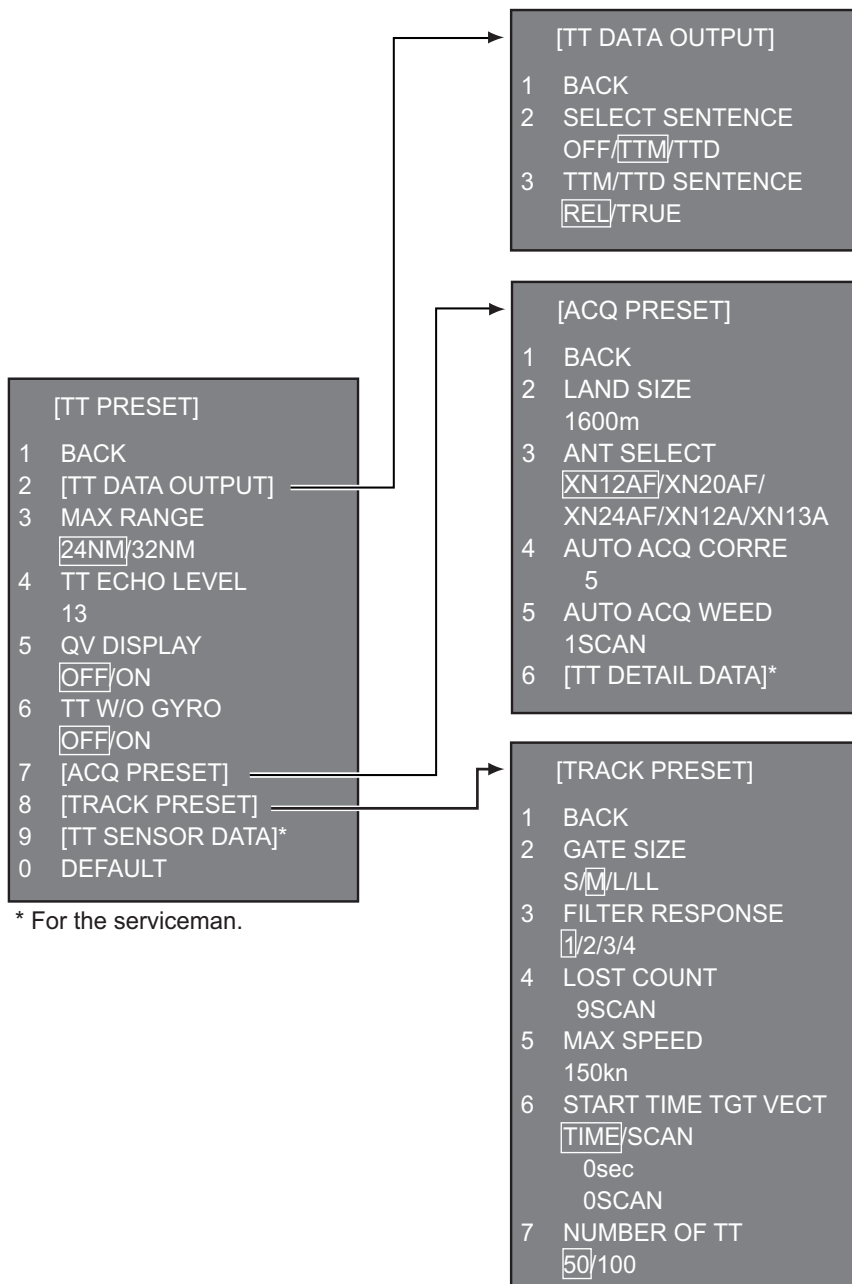 [TT PRESET]
1 BACK
2 [TT DATA OUTPUT]
3 MAX RANGE
24NM/32NM
4 TT ECHO LEVEL
13
5 QV DISPLAY
OFF/ON
6 TT W/O GYRO
OFF/ON
7 [ACQ PRESET]
8 [TRACK PRESET]
9 [TT SENSOR DATA]*
0 DEFAULT
* For the serviceman.
[TT DATA OUTPUT]
1 BACK
2 SELECT SENTENCE
OFF/TTM/TTD
3 TTM/TTD SENTENCE
REL/TRUE
[ACQ PRESET]
1 BACK
2 LAND SIZE
1600m
3 ANT SELECT
XN12AF/XN20AF/
XN24AF/XN12A/XN13A
4 AUTO ACQ CORRE
5
5 AUTO ACQ WEED
1SCAN
6 [TT DETAIL DATA]*
[TRACK PRESET]
1 BACK
2 GATE SIZE
S/M/L/LL
3 FILTER RESPONSE
1/2/3/4
4 LOST COUNT
9SCAN
5 MAX SPEED
150kn
6 START TIME TGT VECT
TIME/SCAN
0sec
0SCAN
7 NUMBER OF TT
50/100